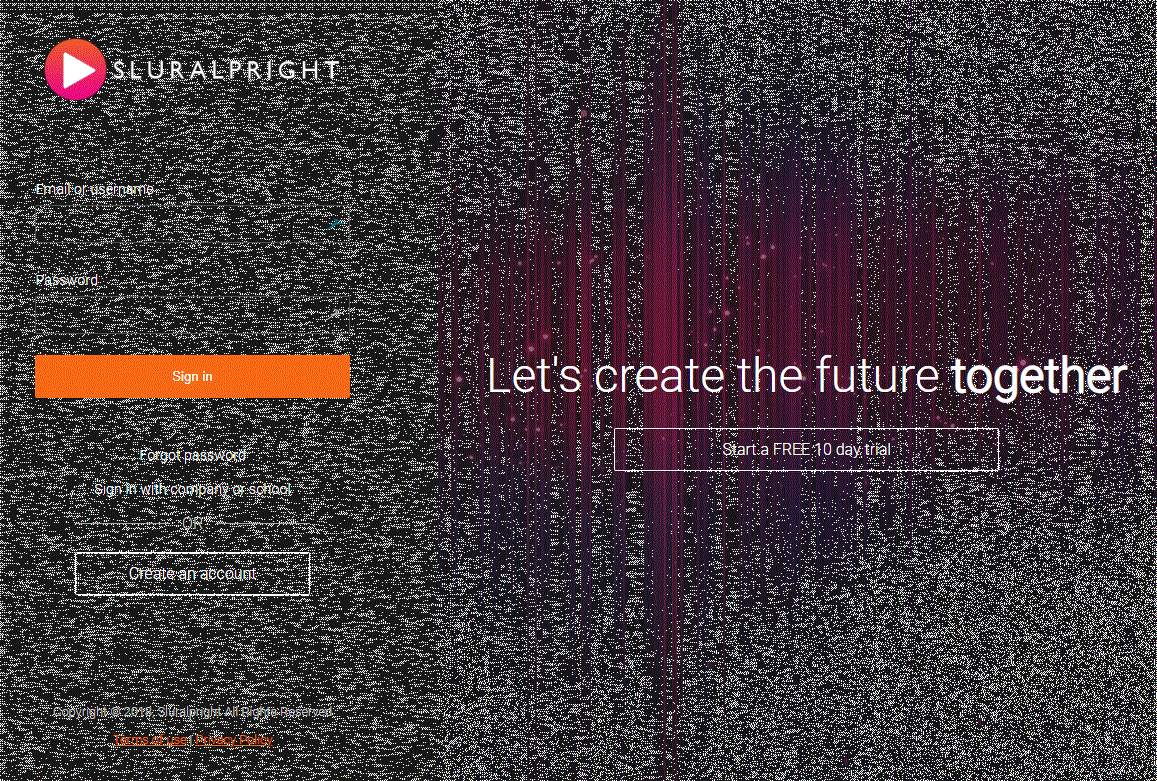 SLURALPRIGHT
Email or username
Password
Sign in
Let's create the future together
Start a FREE 10 day trial
Forgot password
Sign in with company or school
OR
Create an account
Copyright © 2018, Sluralpright All Rights Reserved
Terms of Use | Privacy Policy